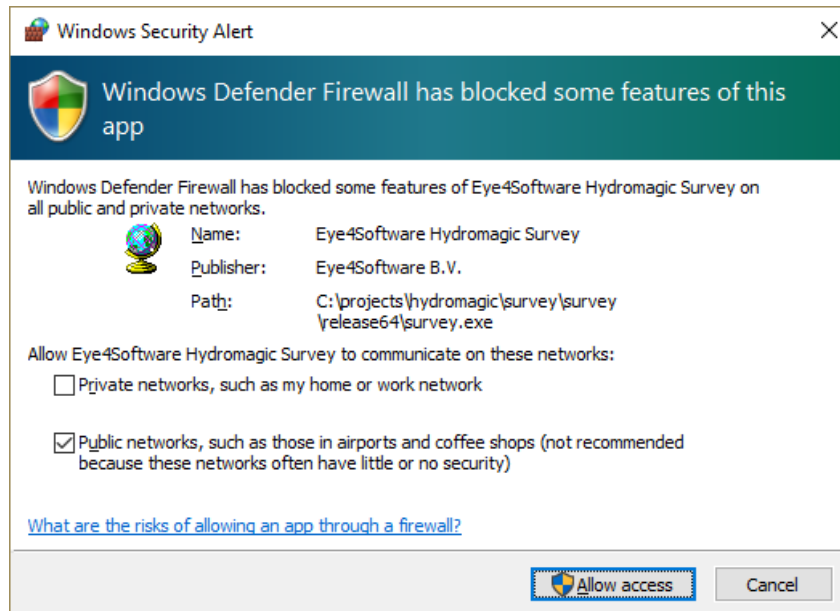 Windows Security Alert
Windows Defender Firewall has blocked some features of this
app
Windows Defender Firewall has blocked some features of Eye4Software Hydromagic Survey on
all public and private networks.
Name: Eye4Software Hydromagic Survey
Publisher: Eye4Software B.V.
Path: C:\projects\hydromagic\survey\survey
\release64\survey.exe
Allow Eye4Software Hydromagic Survey to communicate on these networks:
Private networks, such as my home or work network
Public networks, such as those in airports and coffee shops (not recommended
because these networks often have little or no security)
What are the risks of allowing an app through a firewall?
Allow access Cancel